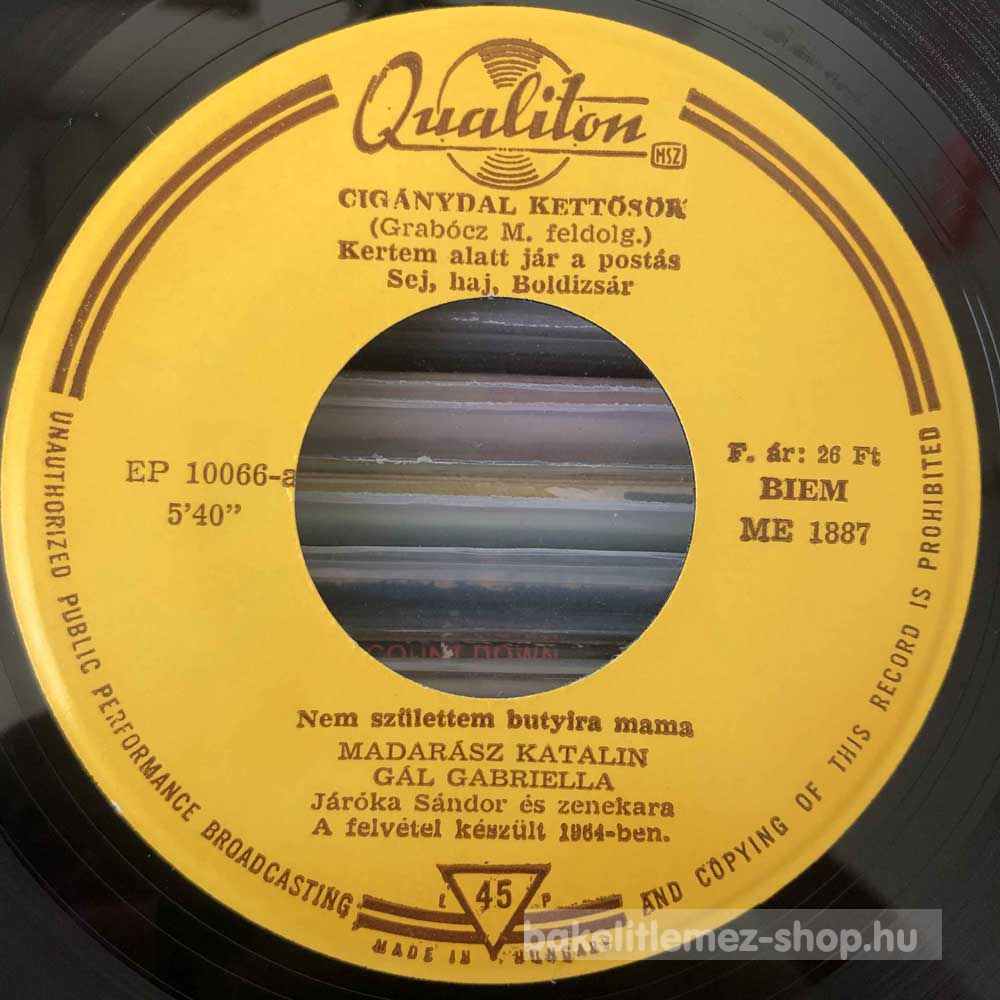 Qualiton
MSZ
CIGÁNYDAL KETTŐSÖK
(Grabócz M. feldolg.)
Kertem alatt jár a postás
Sej, haj, Boldizsár
EP 10066-a
5'40”
F. ár: 26 Ft
BIEM
ME 1887
COUNTDOWN
Nem születtem butyira mama
MADARÁSZ KATALIN
GÁL GABRIELLA
Járóka Sándor és zenekara
A felvétel készült 1964-ben.
L 45 P
UNAUTHORIZED PUBLIC PERFORMANCE BROADCASTING AND COPYING OF THIS RECORD IS PROHIBITED
MADE IN HUNGARY
bakelitlemez-shop.hu